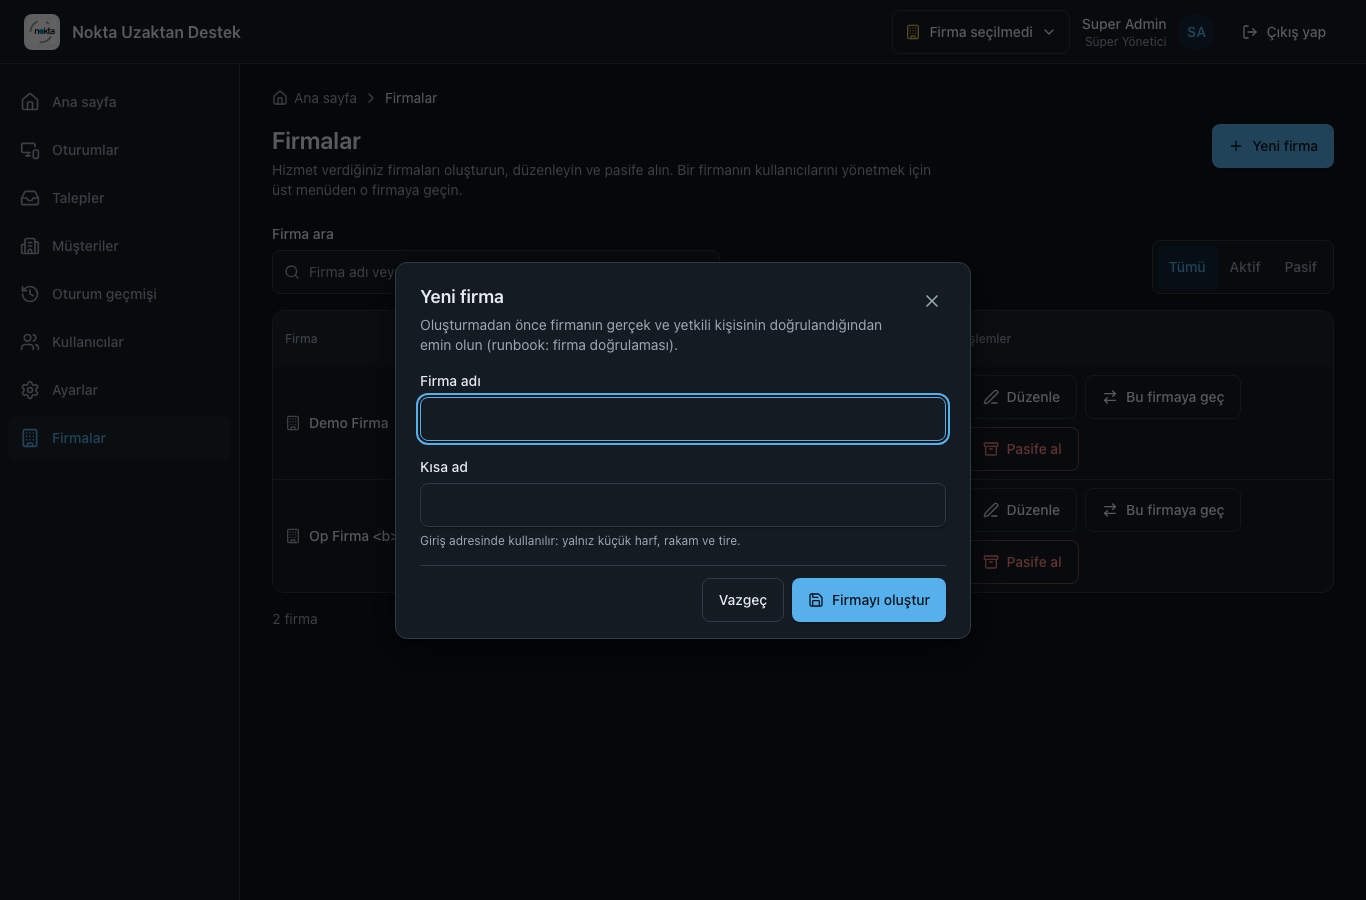 nokta
Nokta Uzaktan Destek
Firma seçilmedi
Super Admin
Süper Yönetici
SA
Çıkış yap
Ana sayfa
Oturumlar
Talepler
Müşteriler
Oturum geçmişi
Kullanıcılar
Ayarlar
Firmalar
Ana sayfa
Firmalar
Firmalar
Hizmet verdiğiniz firmaları oluşturun, düzenleyin ve pasife alın. Bir firmanın kullanıcılarını yönetmek için
üst menüden o firmaya geçin.
Yeni firma
Firma ara
Firma adı vey
Tümü
Aktif
Pasif
Firma
şlemler
Demo Firma
Düzenle
Bu firmaya geç
Pasife al
Op Firma <b>
Düzenle
Bu firmaya geç
Pasife al
2 firma
Yeni firma
Oluşturmadan önce firmanın gerçek ve yetkili kişisinin doğrulandığından
emin olun (runbook: firma doğrulaması).
Firma adı
Kısa ad
Giriş adresinde kullanılır: yalnız küçük harf, rakam ve tire.
Vazgeç
Firmayı oluştur